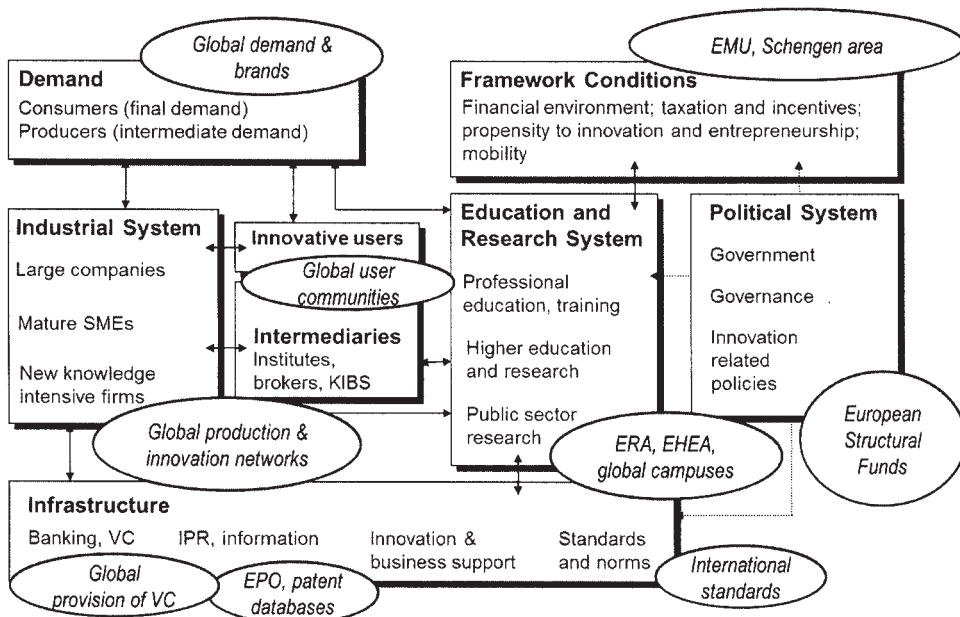 Global demand &
brands
EMU, Schengen area
Demand
Consumers (final demand)
Producers (intermediate demand)
Framework Conditions
Financial environment; taxation and incentives;
propensity to innovation and entrepreneurship;
mobility
Industrial System
Large companies
Mature SMEs
New knowledge
intensive firms
Innovative users
Global user
communities
Intermediaries
Institutes,
brokers, KIBS
Education and
Research System
Professional
education, training
Higher education
and research
Public sector
research
Political System
Government
Governance
Innovation
related
policies
Global production &
innovation networks
ERA, EHEA,
global campuses
European
Structural
Funds
Infrastructure
Banking, VC
IPR, information
Innovation &
business support
Standards
and norms
Global
provision of VC
EPO, patent
databases
International
standards